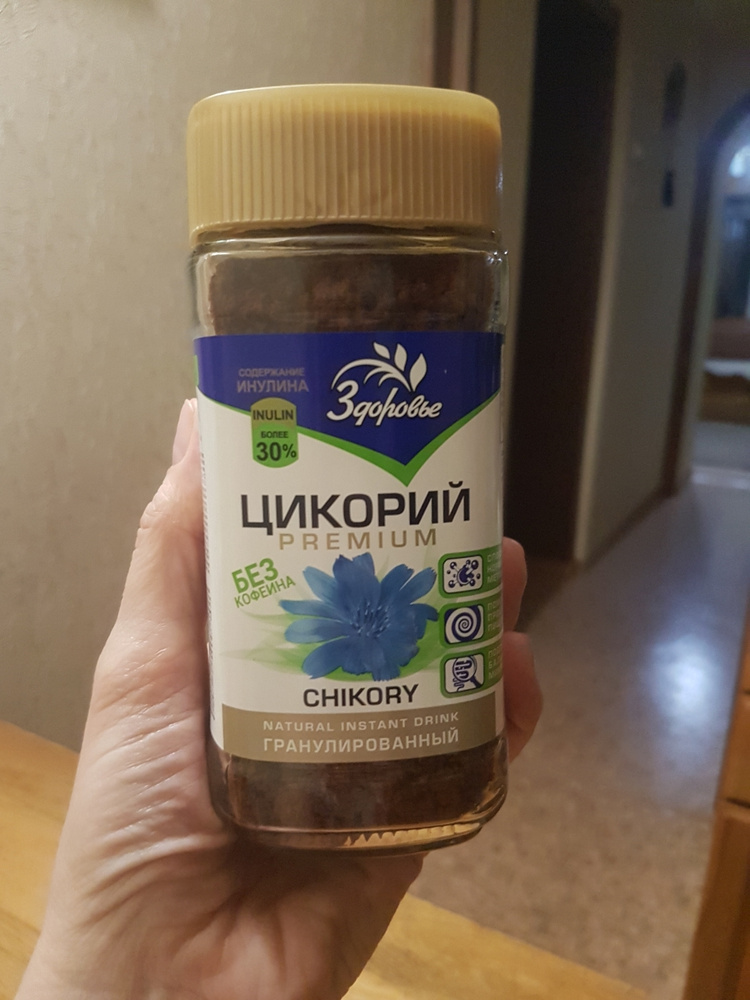 СОДЕРЖАНИЕ
ИНУЛИНА
INULIN
БОЛЕЕ
30%
Здоровье
ЦИКОРИЙ
PREMIUM
БЕЗ
КОФЕИНА
CHIKORY
NATURAL INSTANT DRINK
ГРАНУЛИРОВАННЫЙ